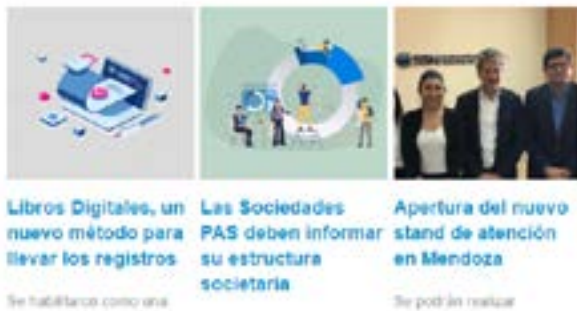 Libros Digitales, un
nuevo método para
llevar los registros
Se habilitaron como una
Las Sociedades
PAS deben informar
su estructura
societaria
Apertura del nuevo
stand de atención
en Mendoza
Se podrán realizar